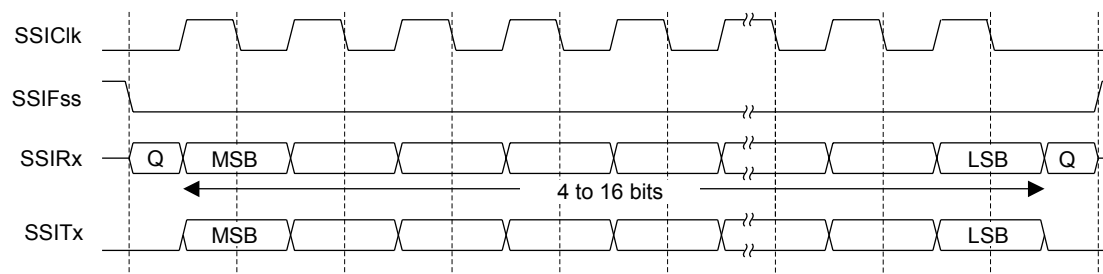 SSIClk
SSIFss
SSIRx Q MSB LSB Q
4 to 16 bits
SSITx MSB LSB